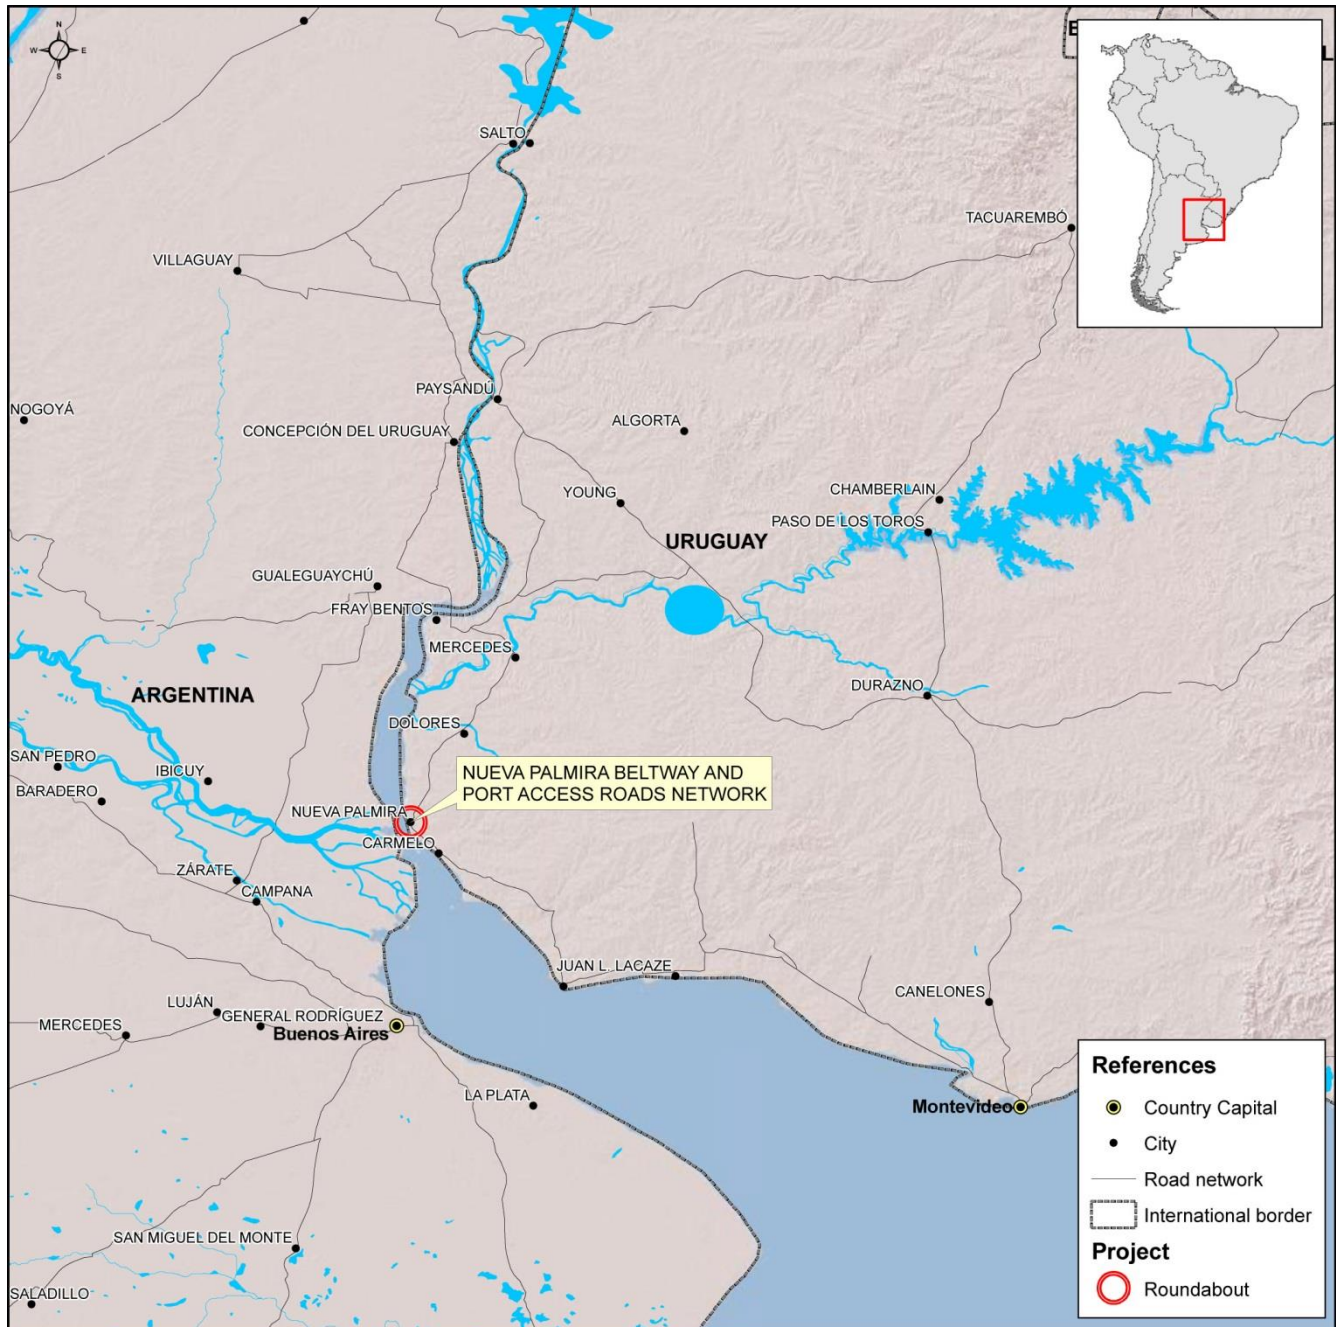 N
W E
S
B
L
SALTO
TACUAREMBÓ
VILLAGUAY
PAYSANDÚ
NOGOYÁ
ALGORTA
CONCEPCIÓN DEL URUGUAY
YOUNG
CHAMBERLAIN
PASO DE LOS TOROS
URUGUAY
GUALEGUAYCHÚ
FRAY BENTOS
MERCEDES
ARGENTINA
DURAZNO
DOLORES
SAN PEDRO
IBICUY
BARADERO
NUEVA PALMIRA BELTWAY AND
PORT ACCESS ROADS NETWORK
NUEVA PALMIRA
CARMELO
ZÁRATE
CAMPANA
JUAN L. LACAZE
CANELONES
LUJÁN
GENERAL RODRÍGUEZ
MERCEDES
Buenos Aires
LA PLATA
Montevideo
SAN MIGUEL DEL MONTE
SALADILLO
References
Country Capital
City
Road network
International border
Project
Roundabout